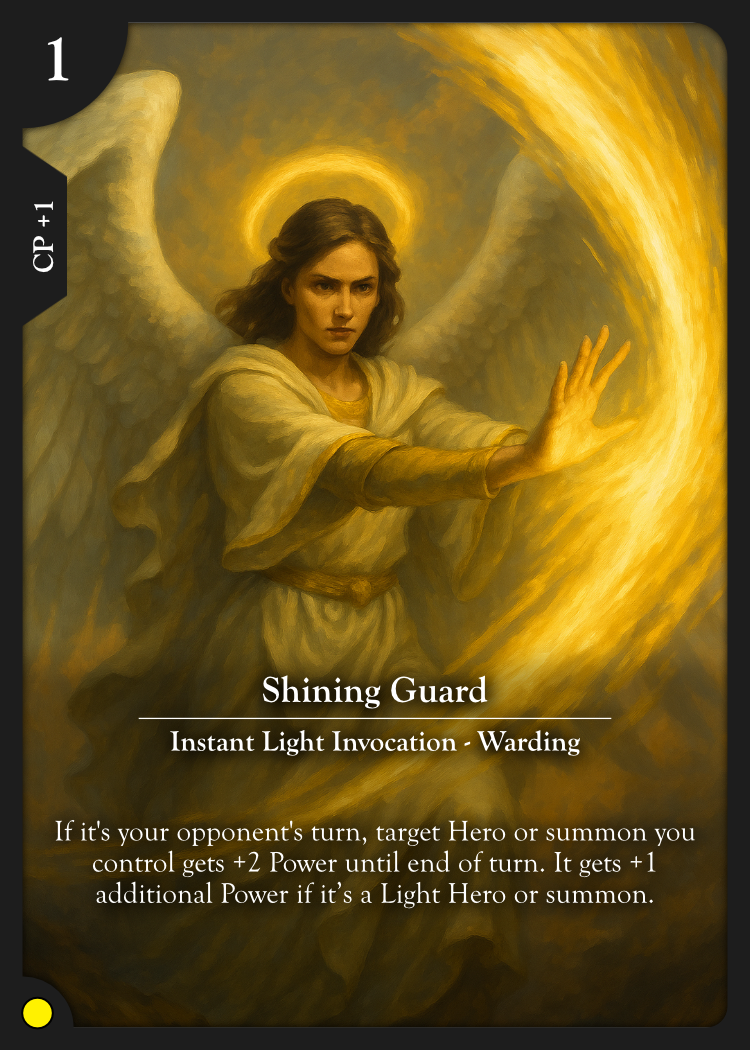 1
CP +1
Shining Guard
Instant Light Invocation - Warding
If it's your opponent's turn, target Hero or summon you
control gets +2 Power until end of turn. It gets +1
additional Power if it’s a Light Hero or summon.